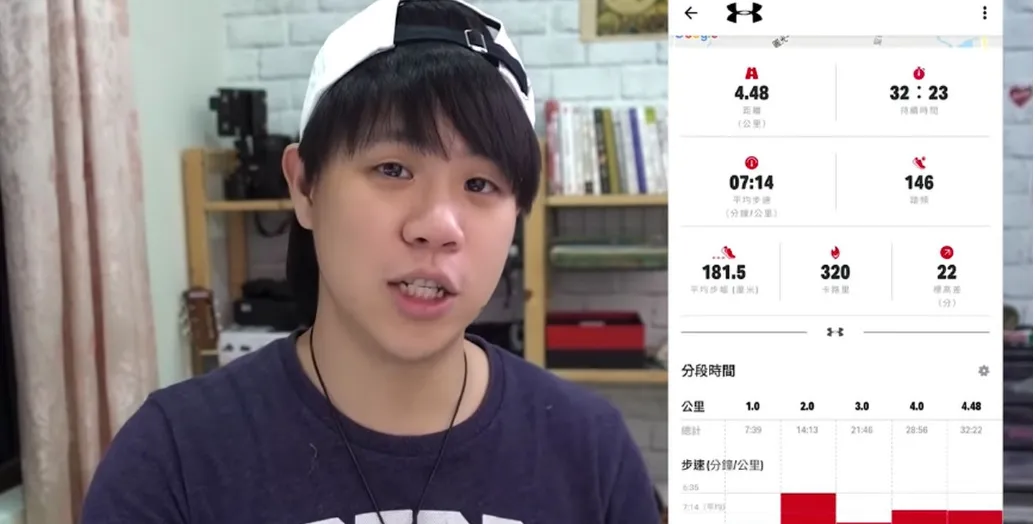 4.48
距離
(公里)
32:23
持續時間
07:14
平均步速
(分鐘/公里)
146
踏頻
181.5
平均步幅 (厘米)
320
卡路里
22
標高差
(分)
分段時間
公里 1.0 2.0 3.0 4.0 4.48
總計 7:39 14:13 21:46 28:56 32:22
步速(分鐘/公里)
6:35
7:14 (平均)